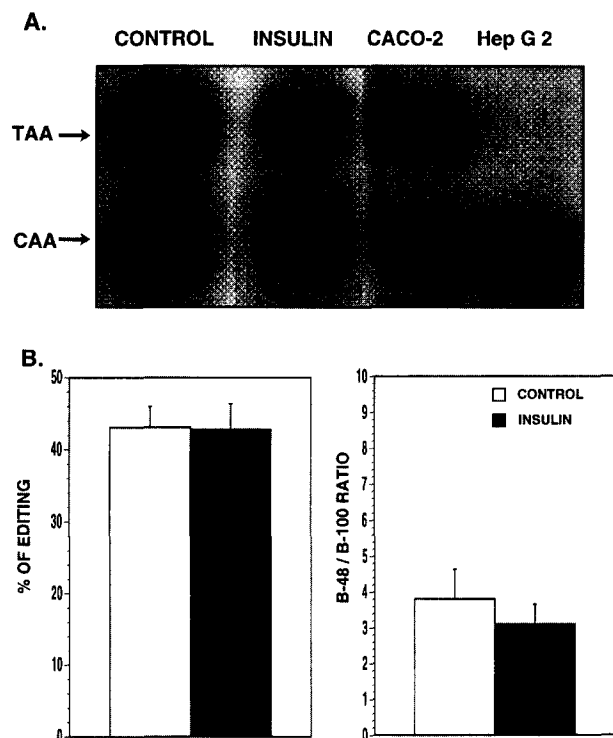 A.
CONTROL INSULIN CACO-2 Hep G 2
TAA
CAA
B.
50
40
30
20
10
0
% OF EDITING
10
9
8
7
6
5
4
3
2
1
0
B-48 / B-100 RATIO
CONTROL
INSULIN